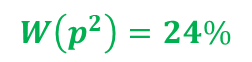 W(p²) = 24%